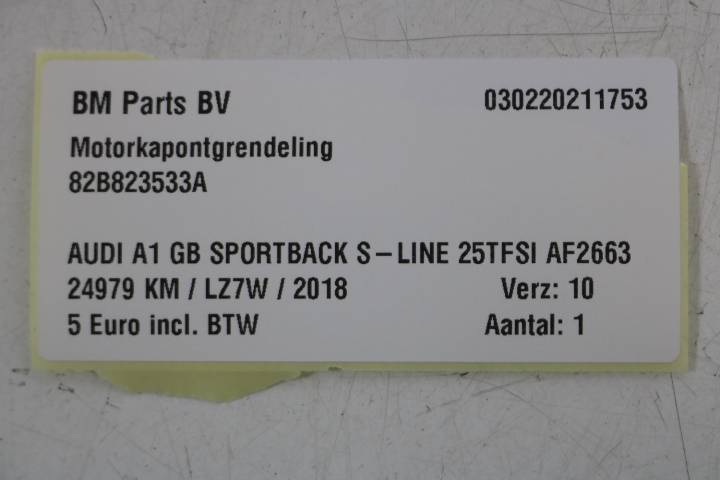 BM Parts BV 030220211753
Motorkapontgrendeling
82B823533A
AUDI A1 GB SPORTBACK S-LINE 25TFSI AF2663
24979 KM / LZ7W / 2018 Verz: 10
5 Euro incl. BTW Aantal: 1